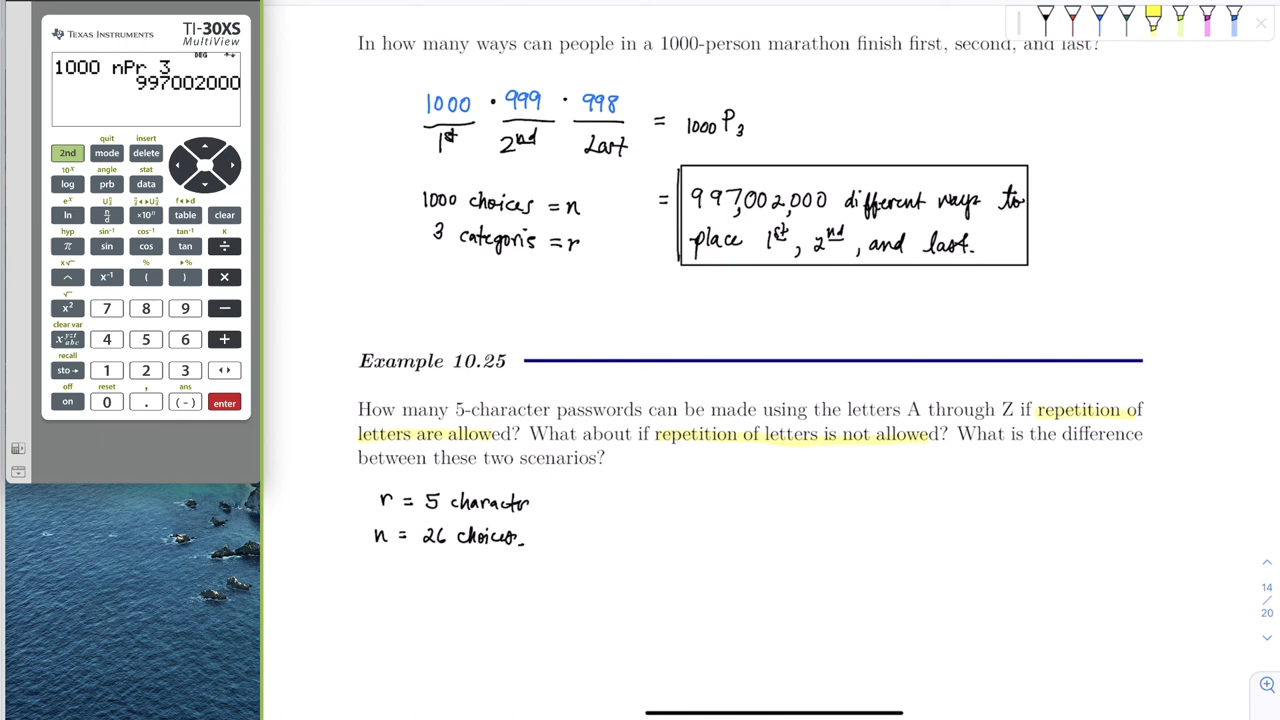 TEXAS INSTRUMENTS TI-30XS
MultiView
DEG
1000 nPr 3
997002000
quit insert
2nd mode delete
10ˣ angle stat
log prb data
ln n/d ×10ⁿ table clear
hyp sin⁻¹ cos⁻¹ tan⁻¹ K
π sin cos tan ÷
% ▸%
^ x⁻¹ ( ) ×
√
x² 7 8 9 −
clear var
4 5 6 +
recall
sto→ 1 2 3
off reset , ans
on 0 . (-) enter
In how many ways can people in a 1000-person marathon finish first, second, and last?
1000 · 999 · 998 = ₁₀₀₀P₃
1st 2nd Last
1000 choices = n
3 categoris = r
= 997,002,000 different ways to
place 1st, 2nd, and last.
Example 10.25
How many 5-character passwords can be made using the letters A through Z if repetition of
letters are allowed? What about if repetition of letters is not allowed? What is the difference
between these two scenarios?
r = 5 charactor
n = 26 choices.
14
/
20